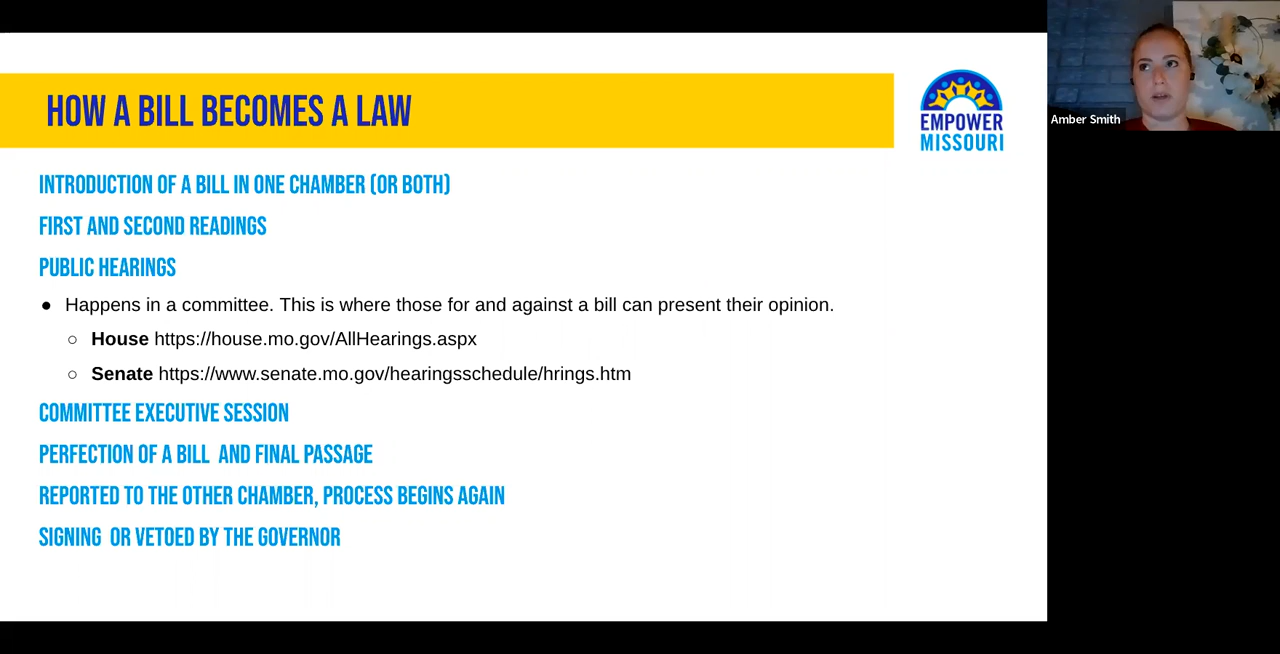 HOW A BILL BECOMES A LAW
EMPOWER
MISSOURI
Amber Smith
INTRODUCTION OF A BILL IN ONE CHAMBER (OR BOTH)
FIRST AND SECOND READINGS
PUBLIC HEARINGS
● Happens in a committee. This is where those for and against a bill can present their opinion.
○ House https://house.mo.gov/AllHearings.aspx
○ Senate https://www.senate.mo.gov/hearingsschedule/hrings.htm
COMMITTEE EXECUTIVE SESSION
PERFECTION OF A BILL AND FINAL PASSAGE
REPORTED TO THE OTHER CHAMBER, PROCESS BEGINS AGAIN
SIGNING OR VETOED BY THE GOVERNOR